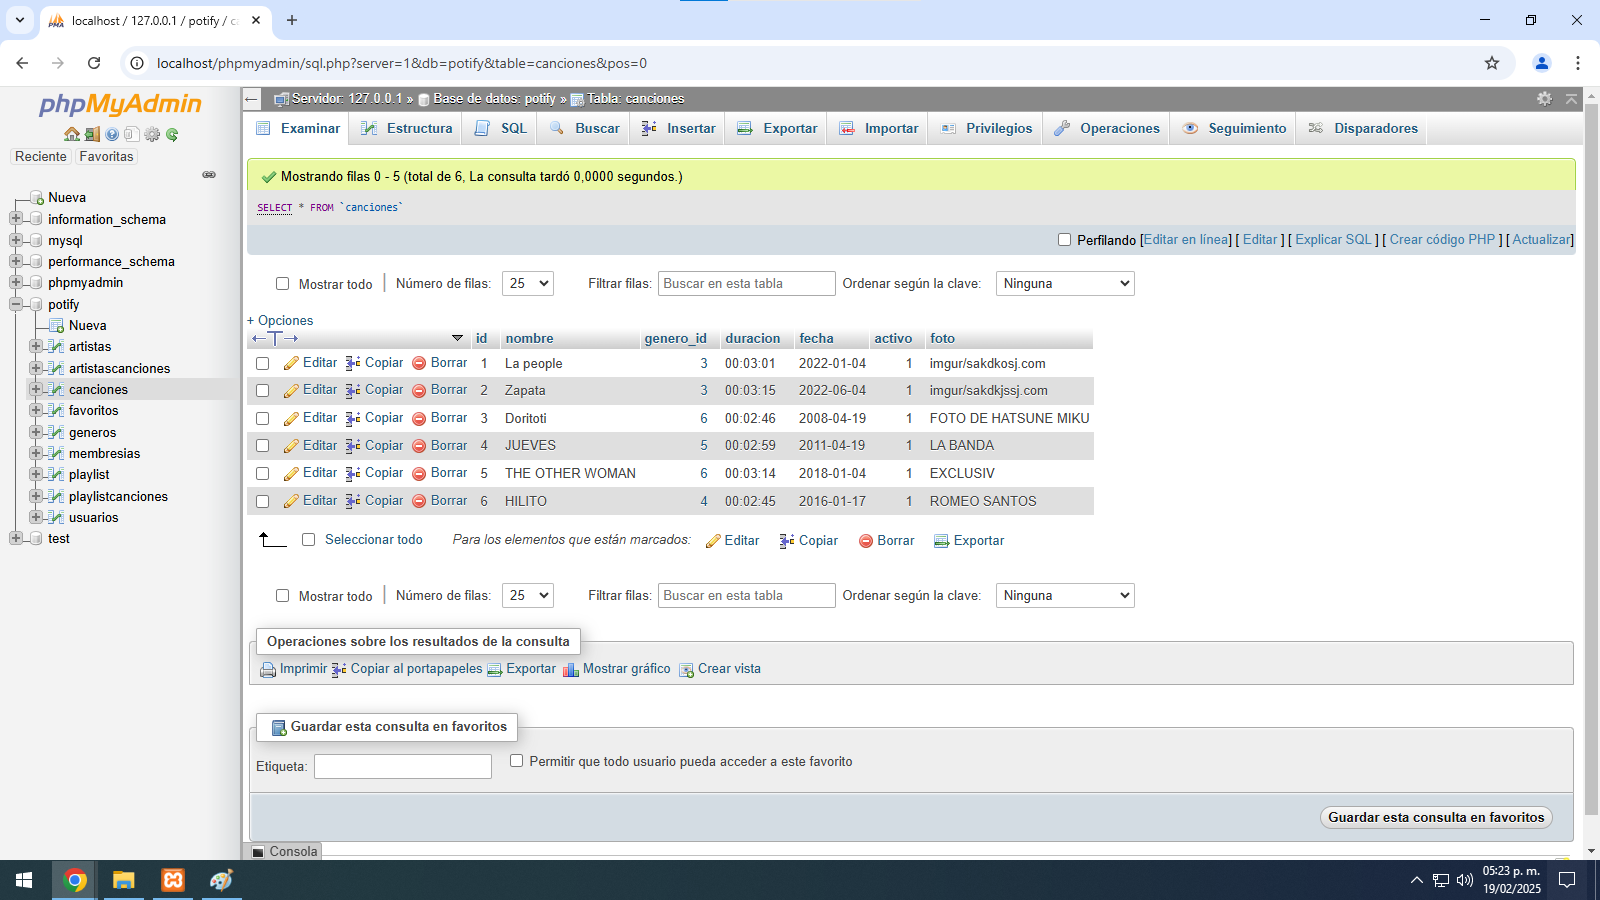 localhost / 127.0.0.1 / potify / c
localhost/phpmyadmin/sql.php?server=1&db=potify&table=canciones&pos=0
phpMyAdmin
Reciente Favoritas
Nueva
information_schema
mysql
performance_schema
phpmyadmin
potify
Nueva
artistas
artistascanciones
canciones
favoritos
generos
membresias
playlist
playlistcanciones
usuarios
test
Servidor: 127.0.0.1 » Base de datos: potify » Tabla: canciones
Examinar Estructura SQL Buscar Insertar Exportar Importar Privilegios Operaciones Seguimiento Disparadores
Mostrando filas 0 - 5 (total de 6, La consulta tardó 0,0000 segundos.)
SELECT * FROM `canciones`
Perfilando [Editar en línea] [ Editar ] [ Explicar SQL ] [ Crear código PHP ] [ Actualizar]
Mostrar todo Número de filas: 25 Filtrar filas: Buscar en esta tabla Ordenar según la clave: Ninguna
+ Opciones
id nombre genero_id duracion fecha activo foto
Editar Copiar Borrar 1 La people 3 00:03:01 2022-01-04 1 imgur/sakdkosj.com
Editar Copiar Borrar 2 Zapata 3 00:03:15 2022-06-04 1 imgur/sakdkjssj.com
Editar Copiar Borrar 3 Doritoti 6 00:02:46 2008-04-19 1 FOTO DE HATSUNE MIKU
Editar Copiar Borrar 4 JUEVES 5 00:02:59 2011-04-19 1 LA BANDA
Editar Copiar Borrar 5 THE OTHER WOMAN 6 00:03:14 2018-01-04 1 EXCLUSIV
Editar Copiar Borrar 6 HILITO 4 00:02:45 2016-01-17 1 ROMEO SANTOS
Seleccionar todo Para los elementos que están marcados: Editar Copiar Borrar Exportar
Mostrar todo Número de filas: 25 Filtrar filas: Buscar en esta tabla Ordenar según la clave: Ninguna
Operaciones sobre los resultados de la consulta
Imprimir Copiar al portapapeles Exportar Mostrar gráfico Crear vista
Guardar esta consulta en favoritos
Etiqueta: Permitir que todo usuario pueda acceder a este favorito
Guardar esta consulta en favoritos
Consola
05:23 p. m.
19/02/2025